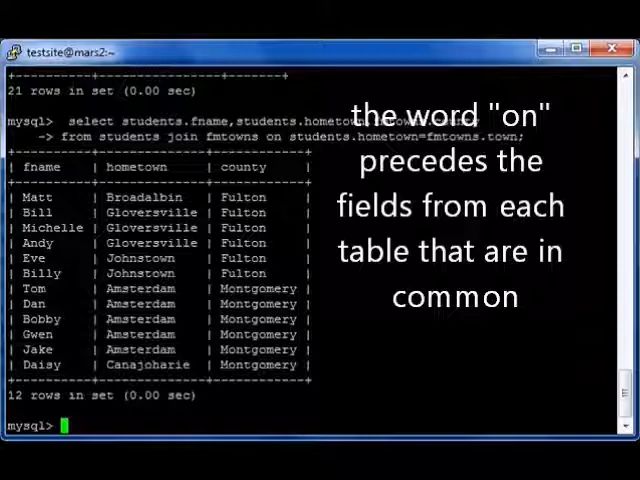 testsite@mars2:~
21 rows in set (0.00 sec)
mysql> select students.fname,students.hometown
-> from students join fmtowns on students.hometown=fmtowns.town;
the word "on"
precedes the
fields from each
table that are in
common
| fname | hometown | county |
| Matt | Broadalbin | Fulton |
| Bill | Gloversville | Fulton |
| Michelle | Gloversville | Fulton |
| Andy | Gloversville | Fulton |
| Eve | Johnstown | Fulton |
| Billy | Johnstown | Fulton |
| Tom | Amsterdam | Montgomery |
| Dan | Amsterdam | Montgomery |
| Bobby | Amsterdam | Montgomery |
| Gwen | Amsterdam | Montgomery |
| Jake | Amsterdam | Montgomery |
| Daisy | Canajoharie | Montgomery |
12 rows in set (0.00 sec)
mysql>